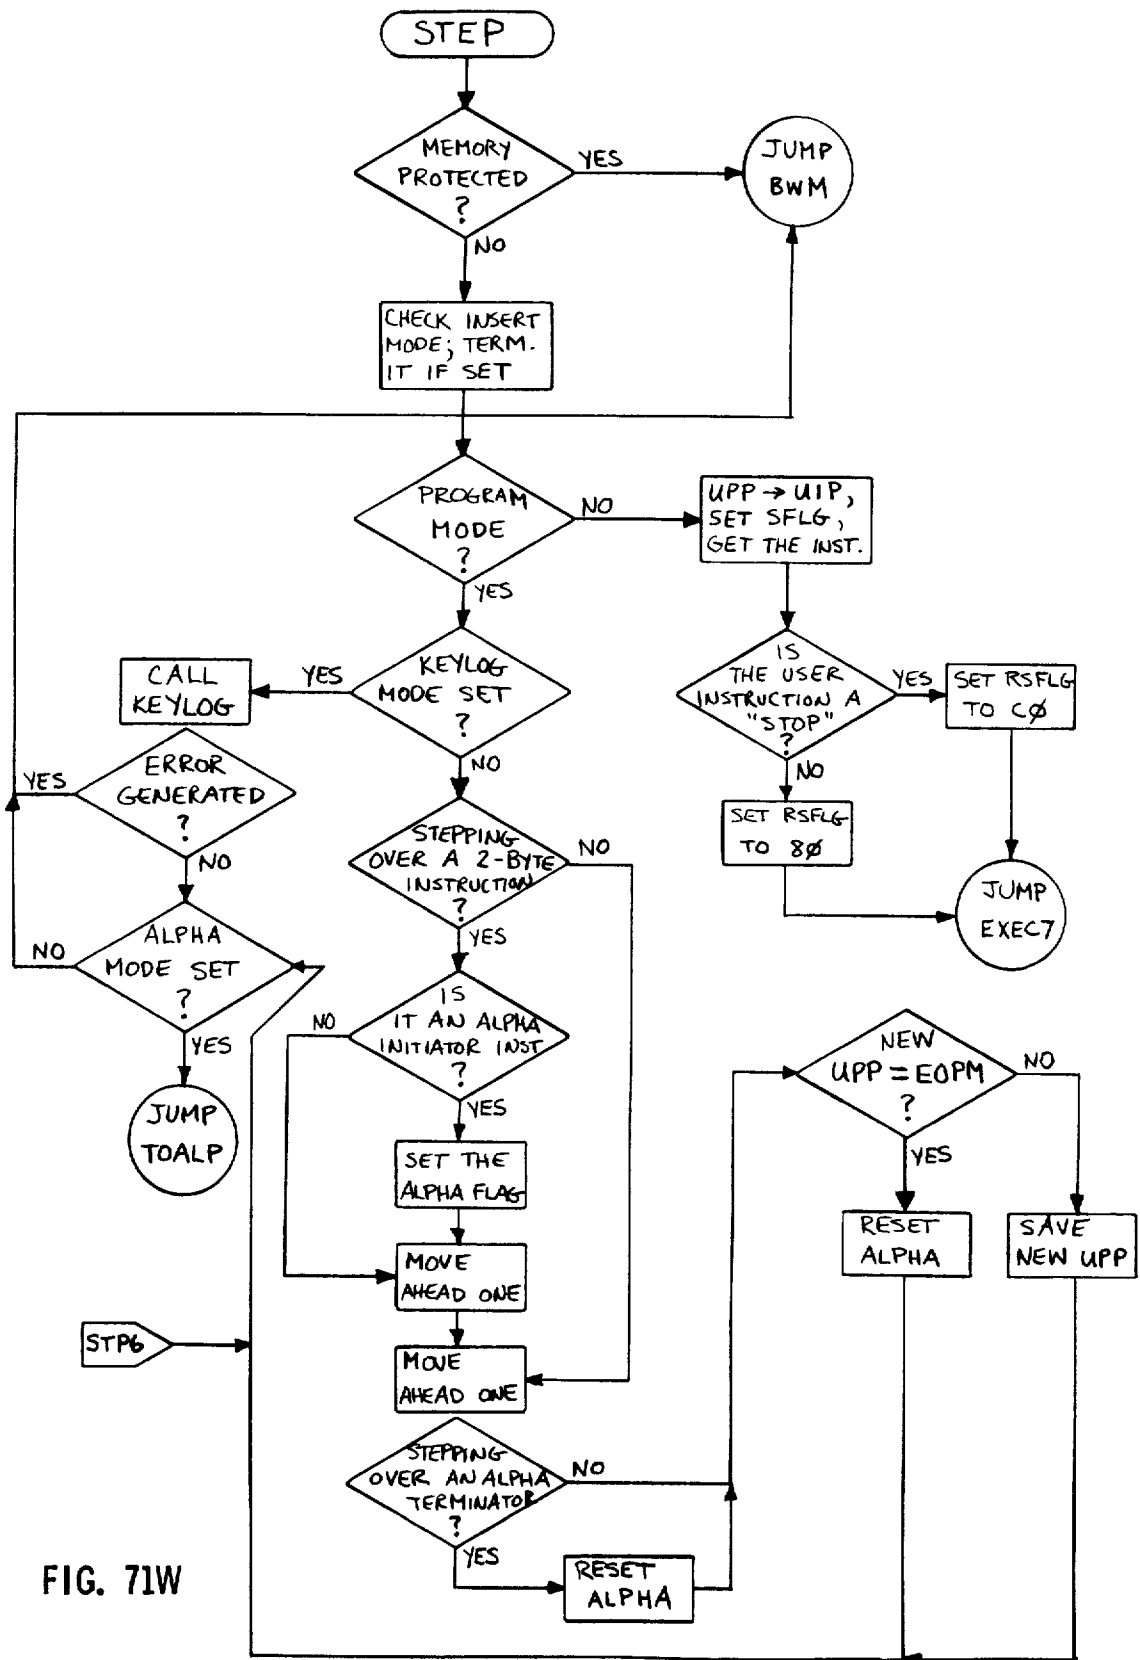 STEP
MEMORY
PROTECTED
?
YES
JUMP
BWM
NO
CHECK INSERT
MODE; TERM.
IT IF SET
PROGRAM
MODE
?
NO
UPP → UIP,
SET SFLG,
GET THE INST.
YES
KEYLOG
MODE SET
?
YES
CALL
KEYLOG
NO
IS
THE USER
INSTRUCTION A
"STOP"
?
YES
SET RSFLG
TO CØ
NO
SET RSFLG
TO 8Ø
JUMP
EXEC7
ERROR
GENERATED
?
YES
NO
ALPHA
MODE SET
?
NO
YES
JUMP
TOALP
STEPPING
OVER A 2-BYTE
INSTRUCTION
?
NO
YES
IS
IT AN ALPHA
INITIATOR INST
?
NO
YES
SET THE
ALPHA FLAG
MOVE
AHEAD ONE
MOVE
AHEAD ONE
STP6
STEPPING
OVER AN ALPHA
TERMINATOR
?
NO
YES
RESET
ALPHA
NEW
UPP = EOPM
?
NO
YES
RESET
ALPHA
SAVE
NEW UPP
FIG. 71W